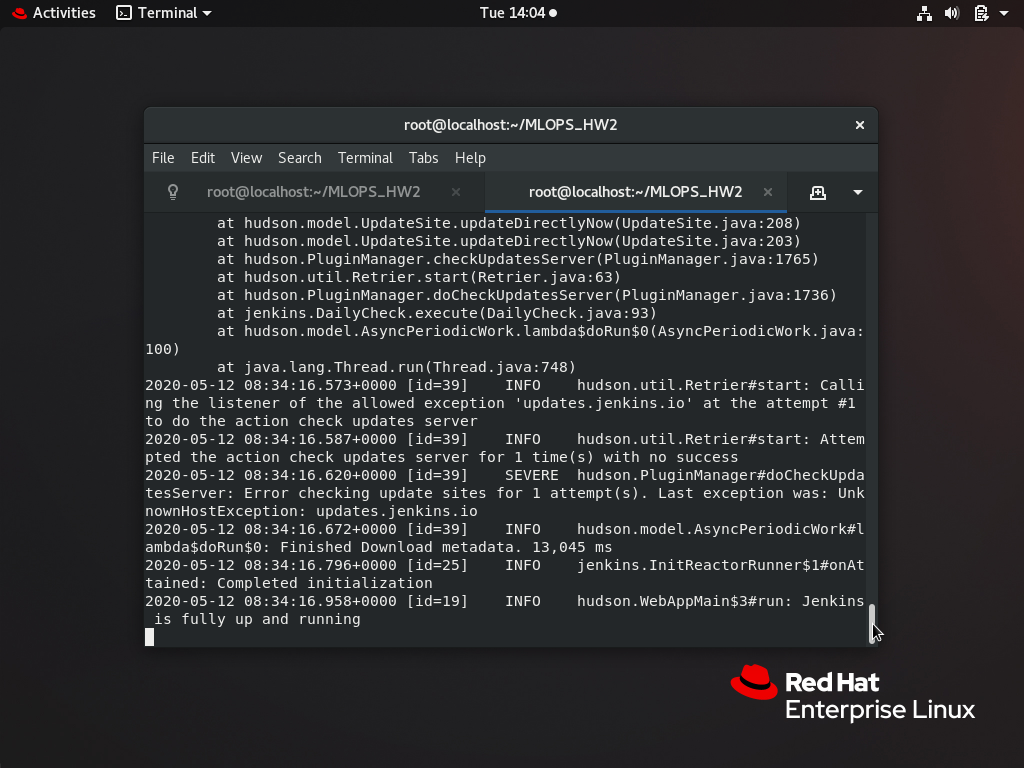 Activities
Terminal
Tue 14:04
root@localhost:~/MLOPS_HW2
File Edit View Search Terminal Tabs Help
root@localhost:~/MLOPS_HW2
root@localhost:~/MLOPS_HW2
at hudson.model.UpdateSite.updateDirectlyNow(UpdateSite.java:208)
at hudson.model.UpdateSite.updateDirectlyNow(UpdateSite.java:203)
at hudson.PluginManager.checkUpdatesServer(PluginManager.java:1765)
at hudson.util.Retrier.start(Retrier.java:63)
at hudson.PluginManager.doCheckUpdatesServer(PluginManager.java:1736)
at jenkins.DailyCheck.execute(DailyCheck.java:93)
at hudson.model.AsyncPeriodicWork.lambda$doRun$0(AsyncPeriodicWork.java:
100)
at java.lang.Thread.run(Thread.java:748)
2020-05-12 08:34:16.573+0000 [id=39] INFO hudson.util.Retrier#start: Calli
ng the listener of the allowed exception 'updates.jenkins.io' at the attempt #1
to do the action check updates server
2020-05-12 08:34:16.587+0000 [id=39] INFO hudson.util.Retrier#start: Attem
pted the action check updates server for 1 time(s) with no success
2020-05-12 08:34:16.620+0000 [id=39] SEVERE hudson.PluginManager#doCheckUpda
tesServer: Error checking update sites for 1 attempt(s). Last exception was: Unk
nownHostException: updates.jenkins.io
2020-05-12 08:34:16.672+0000 [id=39] INFO hudson.model.AsyncPeriodicWork#l
ambda$doRun$0: Finished Download metadata. 13,045 ms
2020-05-12 08:34:16.796+0000 [id=25] INFO jenkins.InitReactorRunner$1#onAt
tained: Completed initialization
2020-05-12 08:34:16.958+0000 [id=19] INFO hudson.WebAppMain$3#run: Jenkins
is fully up and running
Red Hat
Enterprise Linux